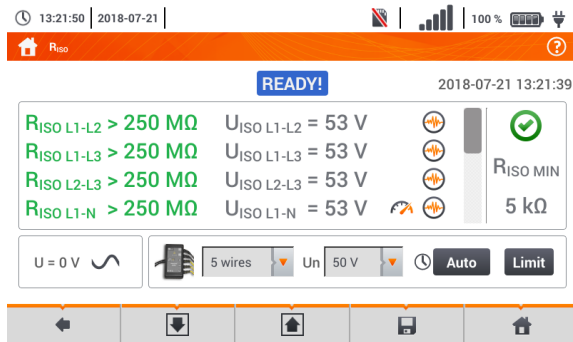 13:21:50 2018-07-21 100 %
RISO
READY! 2018-07-21 13:21:39
RISO L1-L2 > 250 MΩ UISO L1-L2 = 53 V
RISO L1-L3 > 250 MΩ UISO L1-L3 = 53 V
RISO L2-L3 > 250 MΩ UISO L2-L3 = 53 V
RISO L1-N > 250 MΩ UISO L1-N = 53 V
RISO MIN
5 kΩ
U = 0 V 5 wires Un 50 V Auto Limit